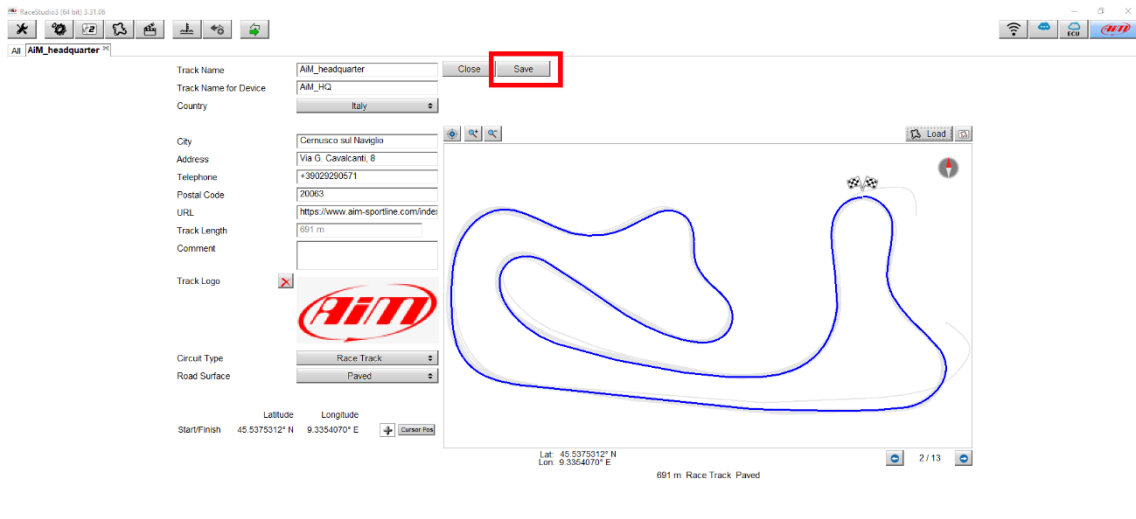 RaceStudio3 (64 bit) 3.31.06
ECU
AiM
All AiM_headquarter
Track Name AiM_headquarter Close Save
Track Name for Device AiM_HQ
Country Italy
City Cernusco sul Naviglio
Load
Address Via G. Cavalcanti, 8
Telephone +39029290571
Postal Code 20063
URL https://www.aim-sportline.com/inde
Track Length 691 m
Comment
Track Logo
AiM
Circuit Type Race Track
Road Surface Paved
Latitude Longitude
Start/Finish 45.5375312° N 9.3354070° E Cursor Pos
Lat: 45.5375312° N
Lon: 9.3354070° E
2 / 13
691 m Race Track Paved